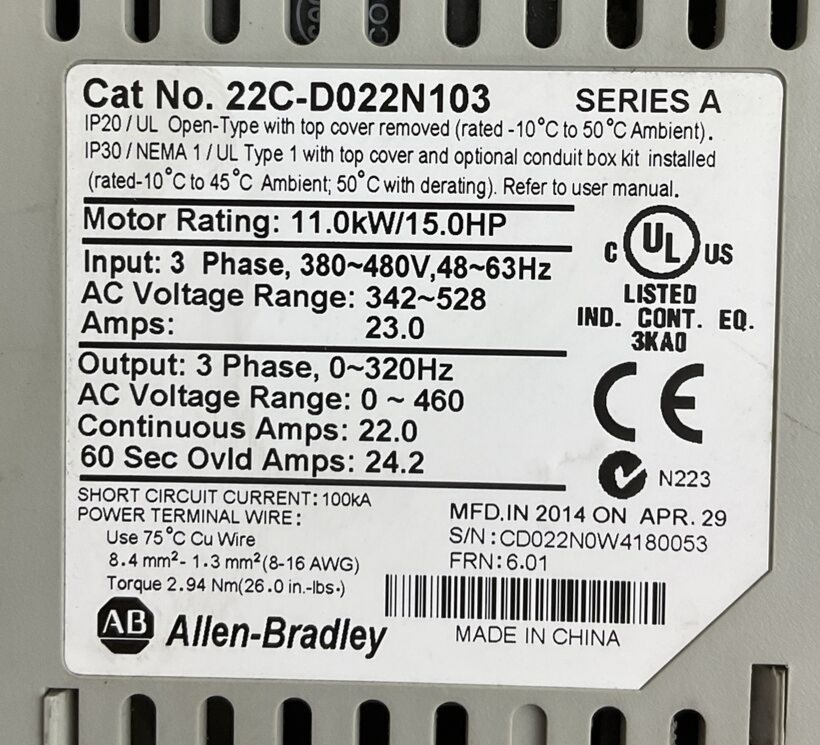 Cat No. 22C-D022N103 SERIES A
IP20 / UL Open-Type with top cover removed (rated -10°C to 50°C Ambient).
IP30 / NEMA 1 / UL Type 1 with top cover and optional conduit box kit installed
(rated-10°C to 45°C Ambient; 50°C with derating). Refer to user manual.
Motor Rating: 11.0kW/15.0HP
Input: 3 Phase, 380~480V,48~63Hz
AC Voltage Range: 342~528
Amps: 23.0
C UL US
LISTED
IND. CONT. EQ.
3KA0
Output: 3 Phase, 0~320Hz
AC Voltage Range: 0 ~ 460
Continuous Amps: 22.0
60 Sec Ovld Amps: 24.2
CE
N223
SHORT CIRCUIT CURRENT: 100kA
POWER TERMINAL WIRE:
Use 75°C Cu Wire
8.4 mm²- 1.3 mm²(8-16 AWG)
Torque 2.94 Nm(26.0 in.-lbs.)
MFD.IN 2014 ON APR. 29
S/N:CD022N0W4180053
FRN:6.01
AB Allen-Bradley
MADE IN CHINA